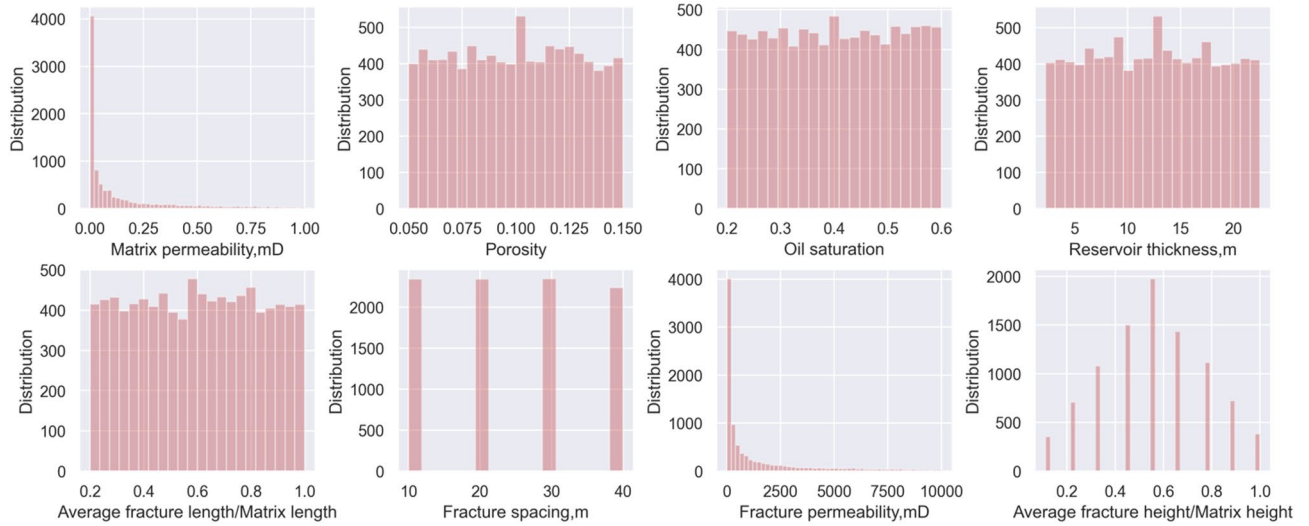 Distribution
4000
3000
2000
1000
0
0.00 0.25 0.50 0.75 1.00
Matrix permeability,mD
Distribution
500
400
300
200
100
0
0.050 0.075 0.100 0.125 0.150
Porosity
Distribution
500
400
300
200
100
0
0.2 0.3 0.4 0.5 0.6
Oil saturation
Distribution
500
400
300
200
100
0
5 10 15 20
Reservoir thickness,m
Distribution
500
400
300
200
100
0
0.2 0.4 0.6 0.8 1.0
Average fracture length/Matrix length
Distribution
2000
1500
1000
500
0
10 20 30 40
Fracture spacing,m
Distribution
4000
3000
2000
1000
0
0 2500 5000 7500 10000
Fracture permeability,mD
Distribution
2000
1500
1000
500
0
0.2 0.4 0.6 0.8 1.0
Average fracture height/Matrix height